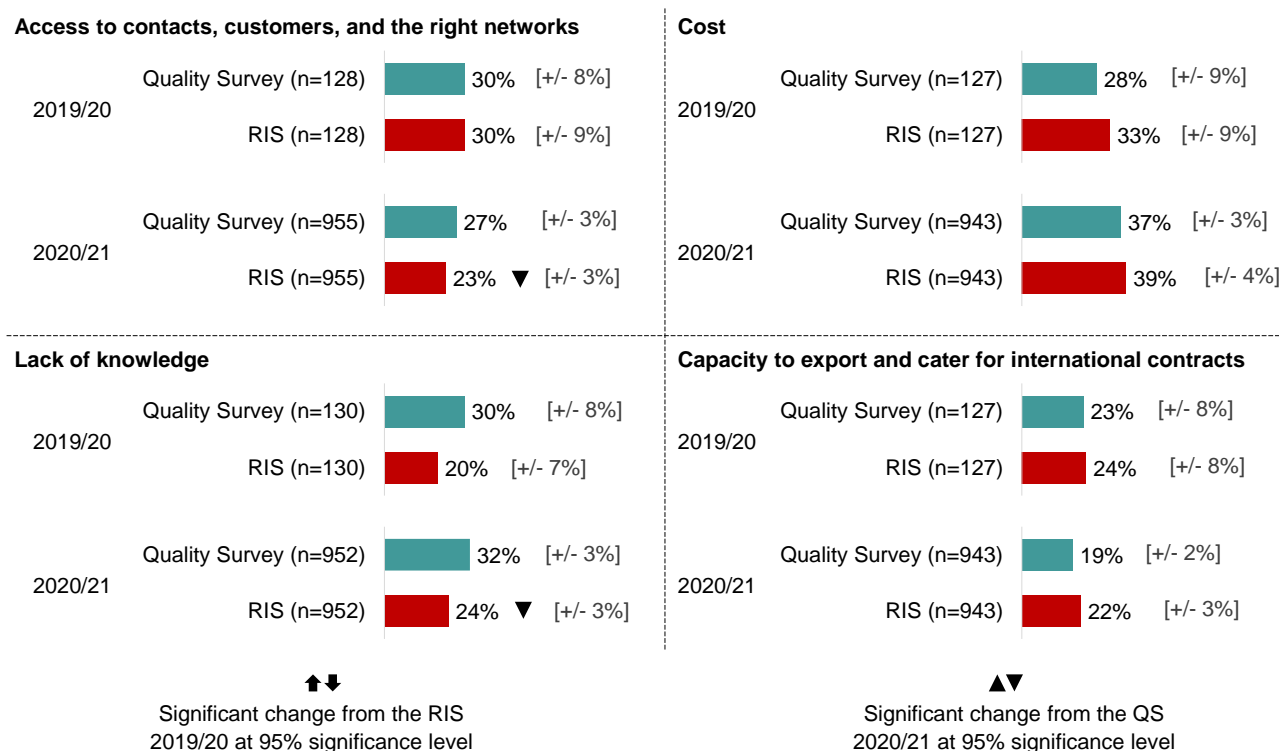 Access to contacts, customers, and the right networks
2019/20
Quality Survey (n=128) 30% [+/- 8%]
RIS (n=128) 30% [+/- 9%]
2020/21
Quality Survey (n=955) 27% [+/- 3%]
RIS (n=955) 23% ▼ [+/- 3%]
Cost
Quality Survey (n=127) 28% [+/- 9%]
RIS (n=127) 33% [+/- 9%]
Quality Survey (n=943) 37% [+/- 3%]
RIS (n=943) 39% [+/- 4%]
Lack of knowledge
2019/20
Quality Survey (n=130) 30% [+/- 8%]
RIS (n=130) 20% [+/- 7%]
2020/21
Quality Survey (n=952) 32% [+/- 3%]
RIS (n=952) 24% ▼ [+/- 3%]
Capacity to export and cater for international contracts
2019/20
Quality Survey (n=127) 23% [+/- 8%]
RIS (n=127) 24% [+/- 8%]
2020/21
Quality Survey (n=943) 19% [+/- 2%]
RIS (n=943) 22% [+/- 3%]
🡅🡇
Significant change from the RIS
2019/20 at 95% significance level
▲▼
Significant change from the QS
2020/21 at 95% significance level